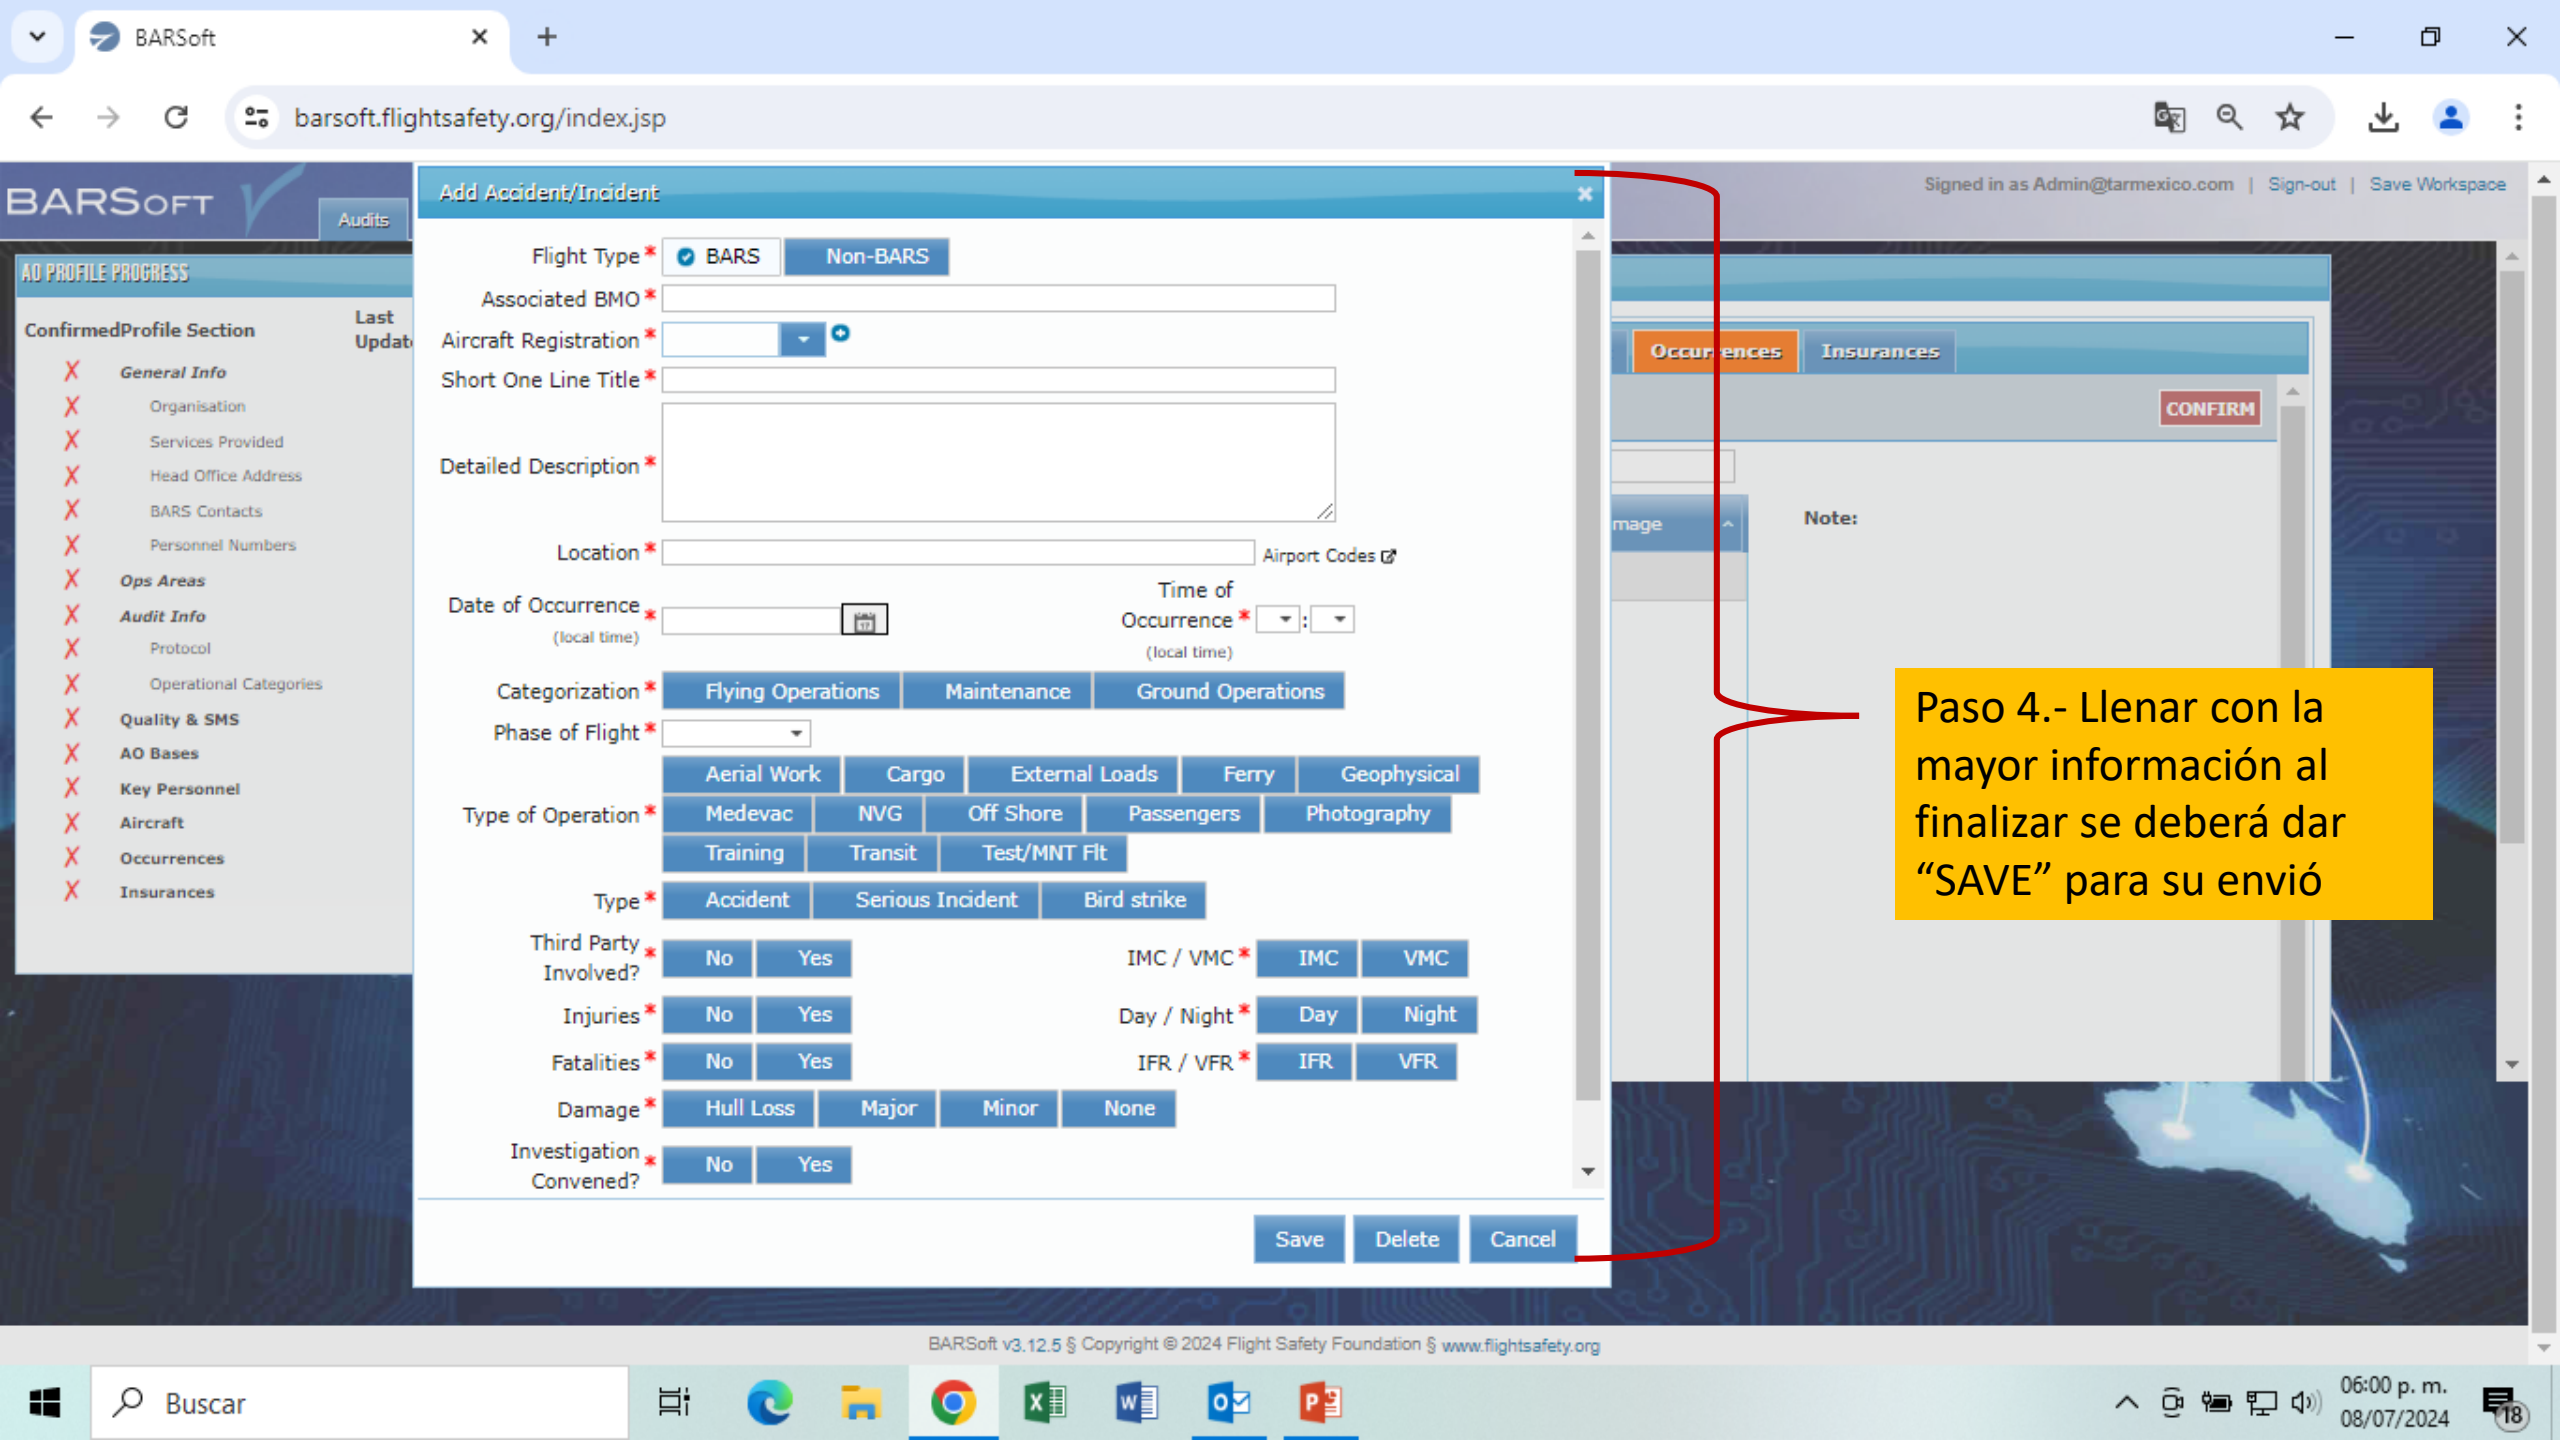 BARSoft
barsoft.flightsafety.org/index.jsp
BARSOFT
Audits
Signed in as Admin@tarmexico.com | Sign-out | Save Workspace
AO PROFILE PROGRESS
ConfirmedProfile Section
Last
Updat
General Info
Organisation
Services Provided
Head Office Address
BARS Contacts
Personnel Numbers
Ops Areas
Audit Info
Protocol
Operational Categories
Quality & SMS
AO Bases
Key Personnel
Aircraft
Occurrences
Insurances
Add Accident/Incident
Flight Type * BARS Non-BARS
Associated BMO *
Aircraft Registration *
Short One Line Title *
Detailed Description *
Location * Airport Codes
Date of Occurrence *
(local time)
Time of
Occurrence * :
(local time)
Categorization * Flying Operations Maintenance Ground Operations
Phase of Flight *
Type of Operation *
Aerial Work Cargo External Loads Ferry Geophysical
Medevac NVG Off Shore Passengers Photography
Training Transit Test/MNT Flt
Type * Accident Serious Incident Bird strike
Third Party
Involved? * No Yes
IMC / VMC * IMC VMC
Injuries * No Yes
Day / Night * Day Night
Fatalities * No Yes
IFR / VFR * IFR VFR
Damage * Hull Loss Major Minor None
Investigation
Convened? * No Yes
Save Delete Cancel
Occurrences Insurances
CONFIRM
mage
Note:
Paso 4.- Llenar con la
mayor información al
finalizar se deberá dar
“SAVE” para su envió
BARSoft v3.12.5 § Copyright © 2024 Flight Safety Foundation § www.flightsafety.org
Buscar
06:00 p. m.
08/07/2024
18